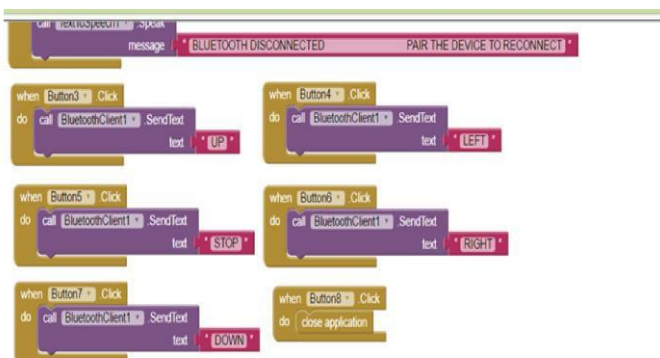 call TextToSpeech1 .Speak
message " BLUETOOTH DISCONNECTED PAIR THE DEVICE TO RECONNECT "
when Button3 .Click
do call BluetoothClient1 .SendText
text " UP "
when Button4 .Click
do call BluetoothClient1 .SendText
text " LEFT "
when Button5 .Click
do call BluetoothClient1 .SendText
text " STOP "
when Button6 .Click
do call BluetoothClient1 .SendText
text " RIGHT "
when Button7 .Click
do call BluetoothClient1 .SendText
text " DOWN "
when Button8 .Click
do close application